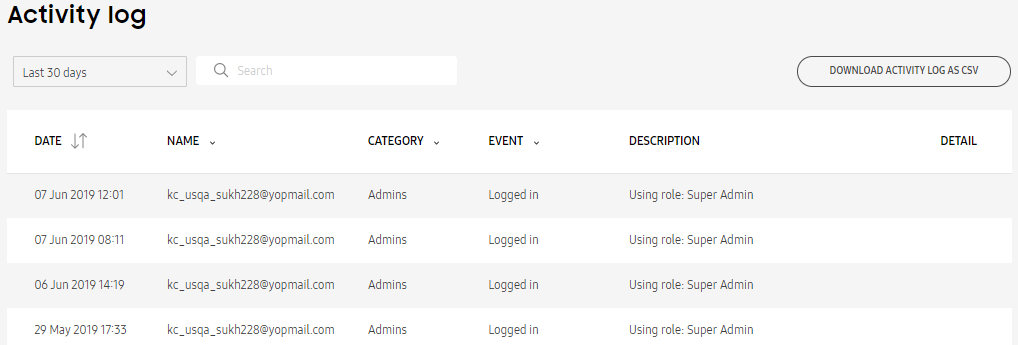 Activity log
Last 30 days Search DOWNLOAD ACTIVITY LOG AS CSV
DATE NAME CATEGORY EVENT DESCRIPTION DETAIL
07 Jun 2019 12:01 kc_usqa_sukh228@yopmail.com Admins Logged in Using role: Super Admin
07 Jun 2019 08:11 kc_usqa_sukh228@yopmail.com Admins Logged in Using role: Super Admin
06 Jun 2019 14:19 kc_usqa_sukh228@yopmail.com Admins Logged in Using role: Super Admin
29 May 2019 17:33 kc_usqa_sukh228@yopmail.com Admins Logged in Using role: Super Admin